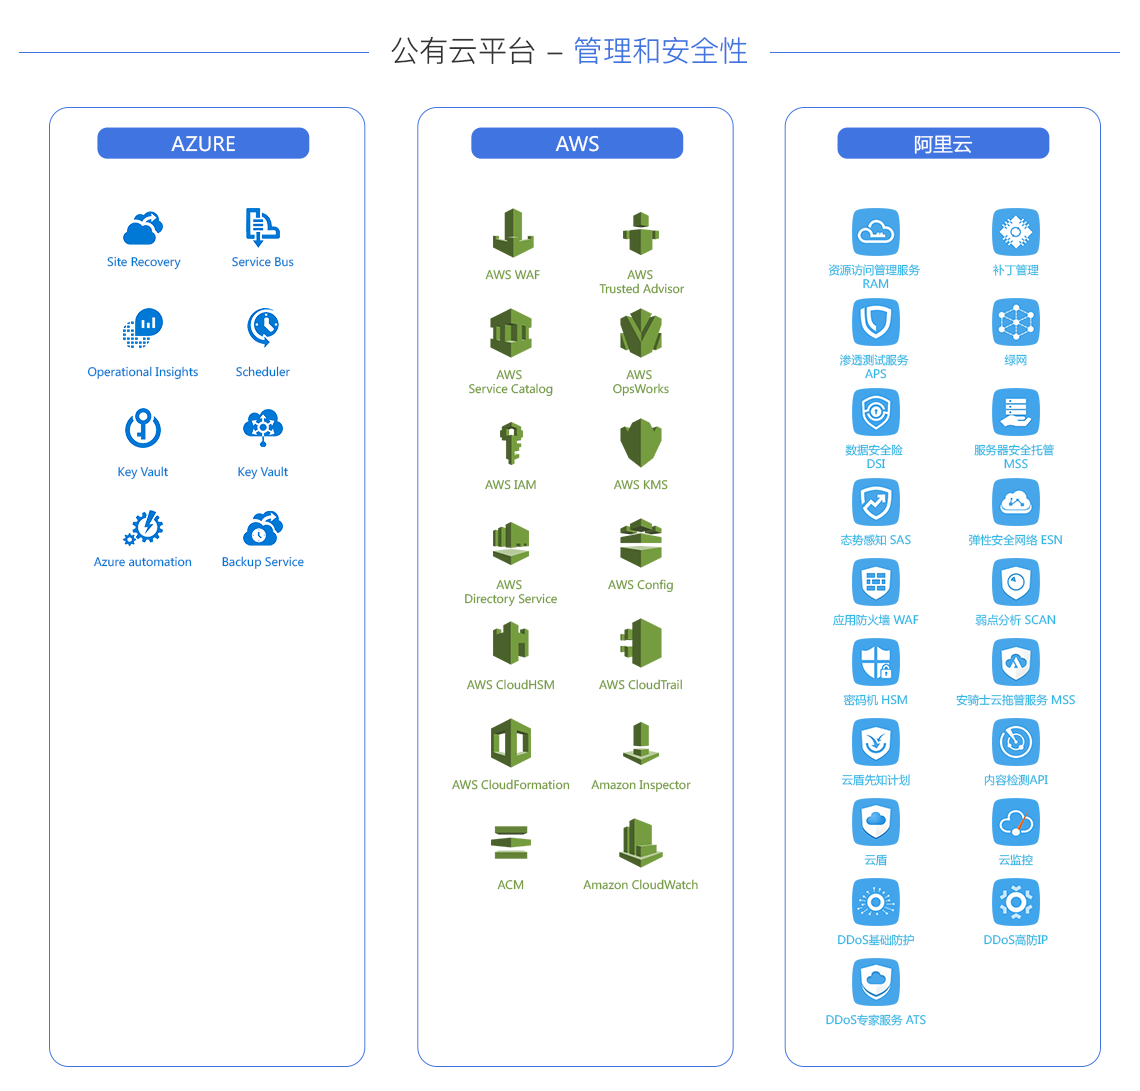 公有云平台 – 管理和安全性
AZURE
Site Recovery
Service Bus
Operational Insights
Scheduler
Key Vault
Key Vault
Azure automation
Backup Service
AWS
AWS WAF
AWS
Trusted Advisor
AWS
Service Catalog
AWS
OpsWorks
AWS IAM
AWS KMS
AWS
Directory Service
AWS Config
AWS CloudHSM
AWS CloudTrail
AWS CloudFormation
Amazon Inspector
ACM
Amazon CloudWatch
阿里云
资源访问管理服务
RAM
补丁管理
渗透测试服务
APS
绿网
数据安全险
DSI
服务器安全托管
MSS
态势感知 SAS
弹性安全网络 ESN
应用防火墙 WAF
弱点分析 SCAN
密码机 HSM
安骑士云拖管服务 MSS
云盾先知计划
内容检测API
云盾
云监控
DDoS基础防护
DDoS高防IP
DDoS专家服务 ATS